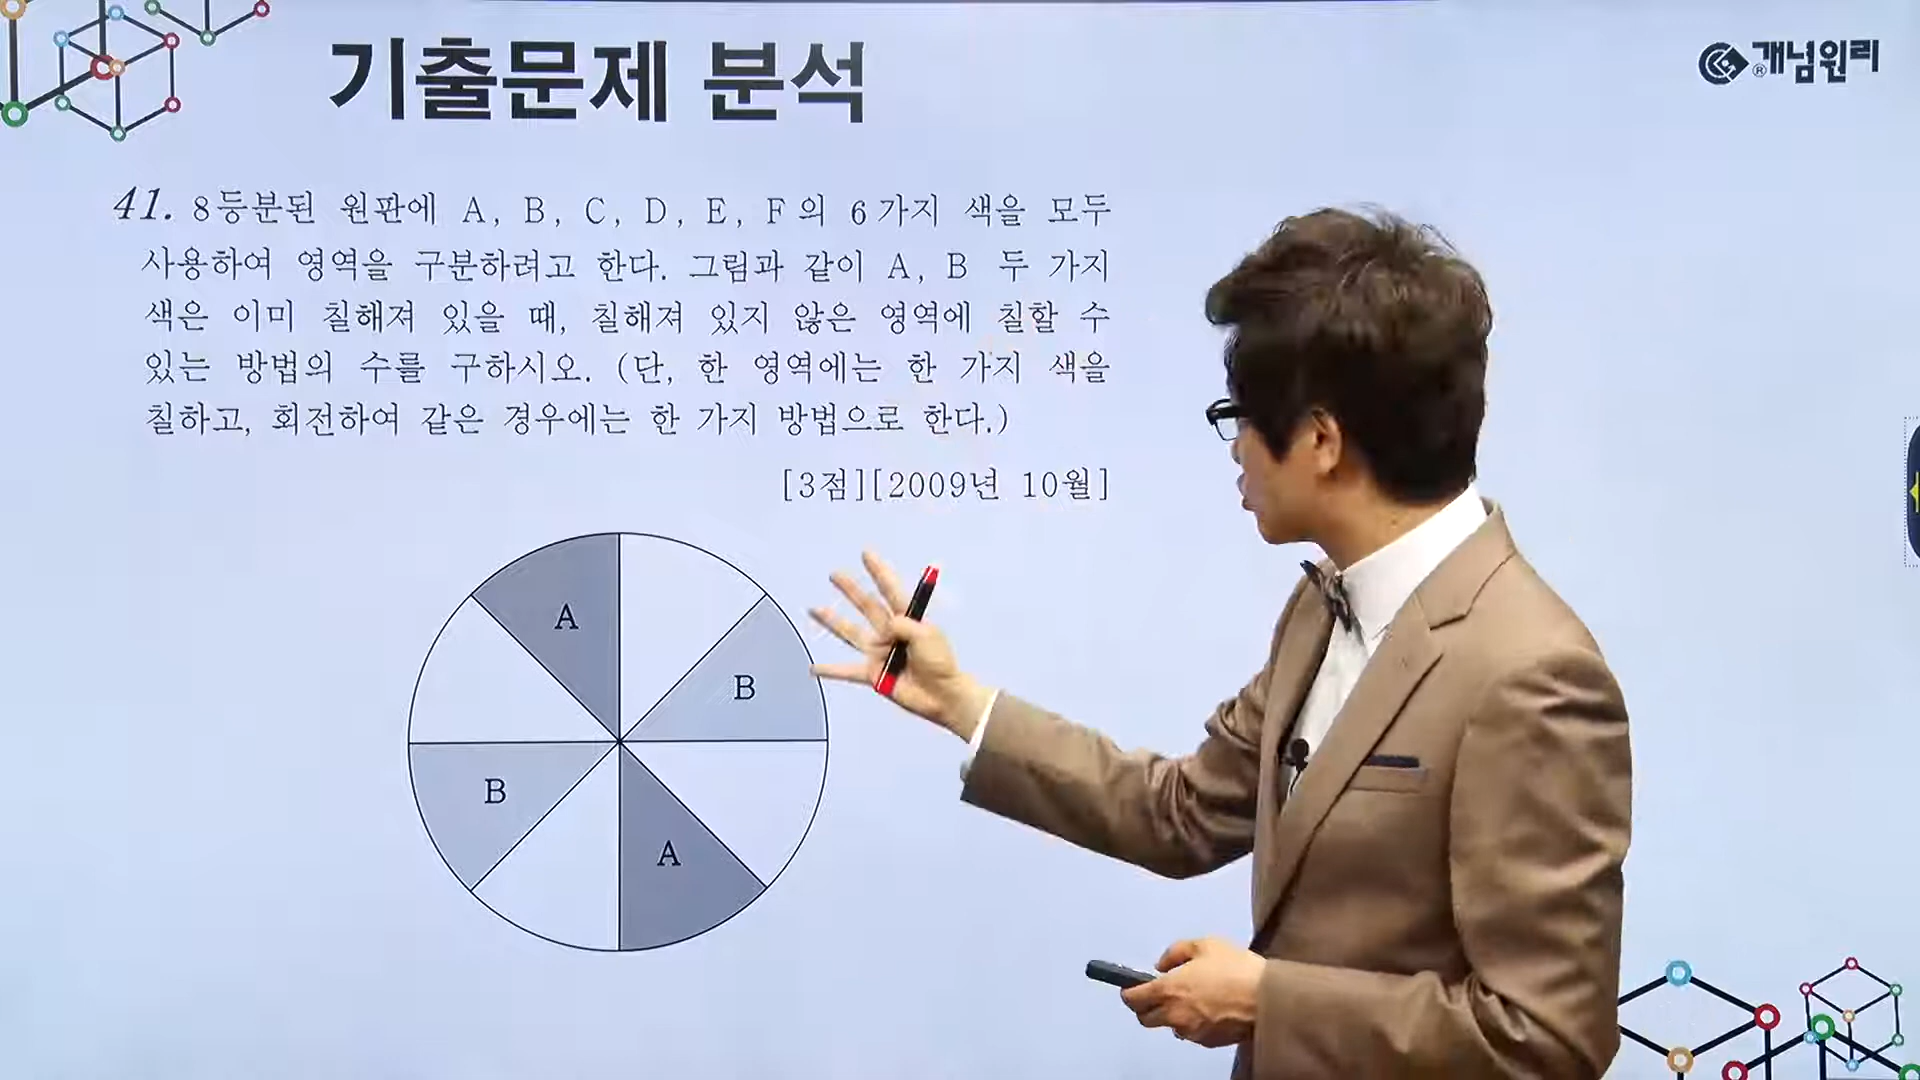 기출문제 분석
개념원리
41. 8등분된 원판에 A, B, C, D, E, F의 6가지 색을 모두
사용하여 영역을 구분하려고 한다. 그림과 같이 A, B 두 가지
색은 이미 칠해져 있을 때, 칠해져 있지 않은 영역에 칠할 수
있는 방법의 수를 구하시오. (단, 한 영역에는 한 가지 색을
칠하고, 회전하여 같은 경우에는 한 가지 방법으로 한다.)
[3점][2009년 10월]
A
B
B
A